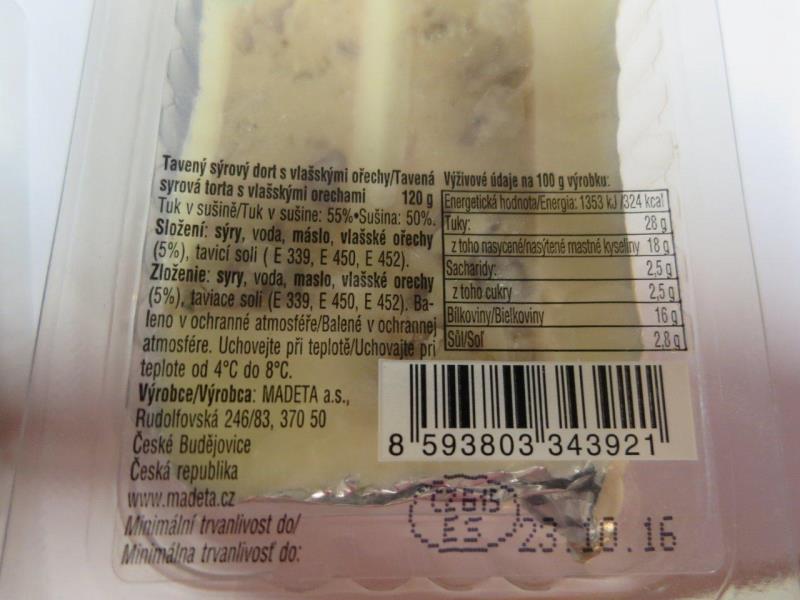 Tavený sýrový dort s vlašskými ořechy/Tavená
syrová torta s vlašskými orechami 120 g
Tuk v sušině/Tuk v sušine: 55%•Sušina: 50%.
Složení: sýry, voda, máslo, vlašské ořechy
(5%), tavicí soli ( E 339, E 450, E 452).
Zloženie: syry, voda, maslo, vlašské orechy
(5%), taviace soli (E 339, E 450, E 452). Ba-
leno v ochranné atmosféře/Balené v ochrannej
atmosfére. Uchovejte při teplotě/Uchovajte pri
teplote od 4°C do 8°C.
Výrobce/Výrobca: MADETA a.s.,
Rudolfovská 246/83, 370 50
České Budějovice
Česká republika
www.madeta.cz
Minimální trvanlivost do/
Minimálna trvanlivosť do:
Výživové údaje na 100 g výrobku:
Energetická hodnota/Energia: 1353 kJ/324 kcal
Tuky: 28 g
z toho nasycené/nasýtené mastné kyseliny 18 g
Sacharidy: 2,5 g
z toho cukry 2,5 g
Bílkoviny/Bielkoviny 16 g
Sůl/Soľ 2,8 g
8 593803 343921
23.10.16